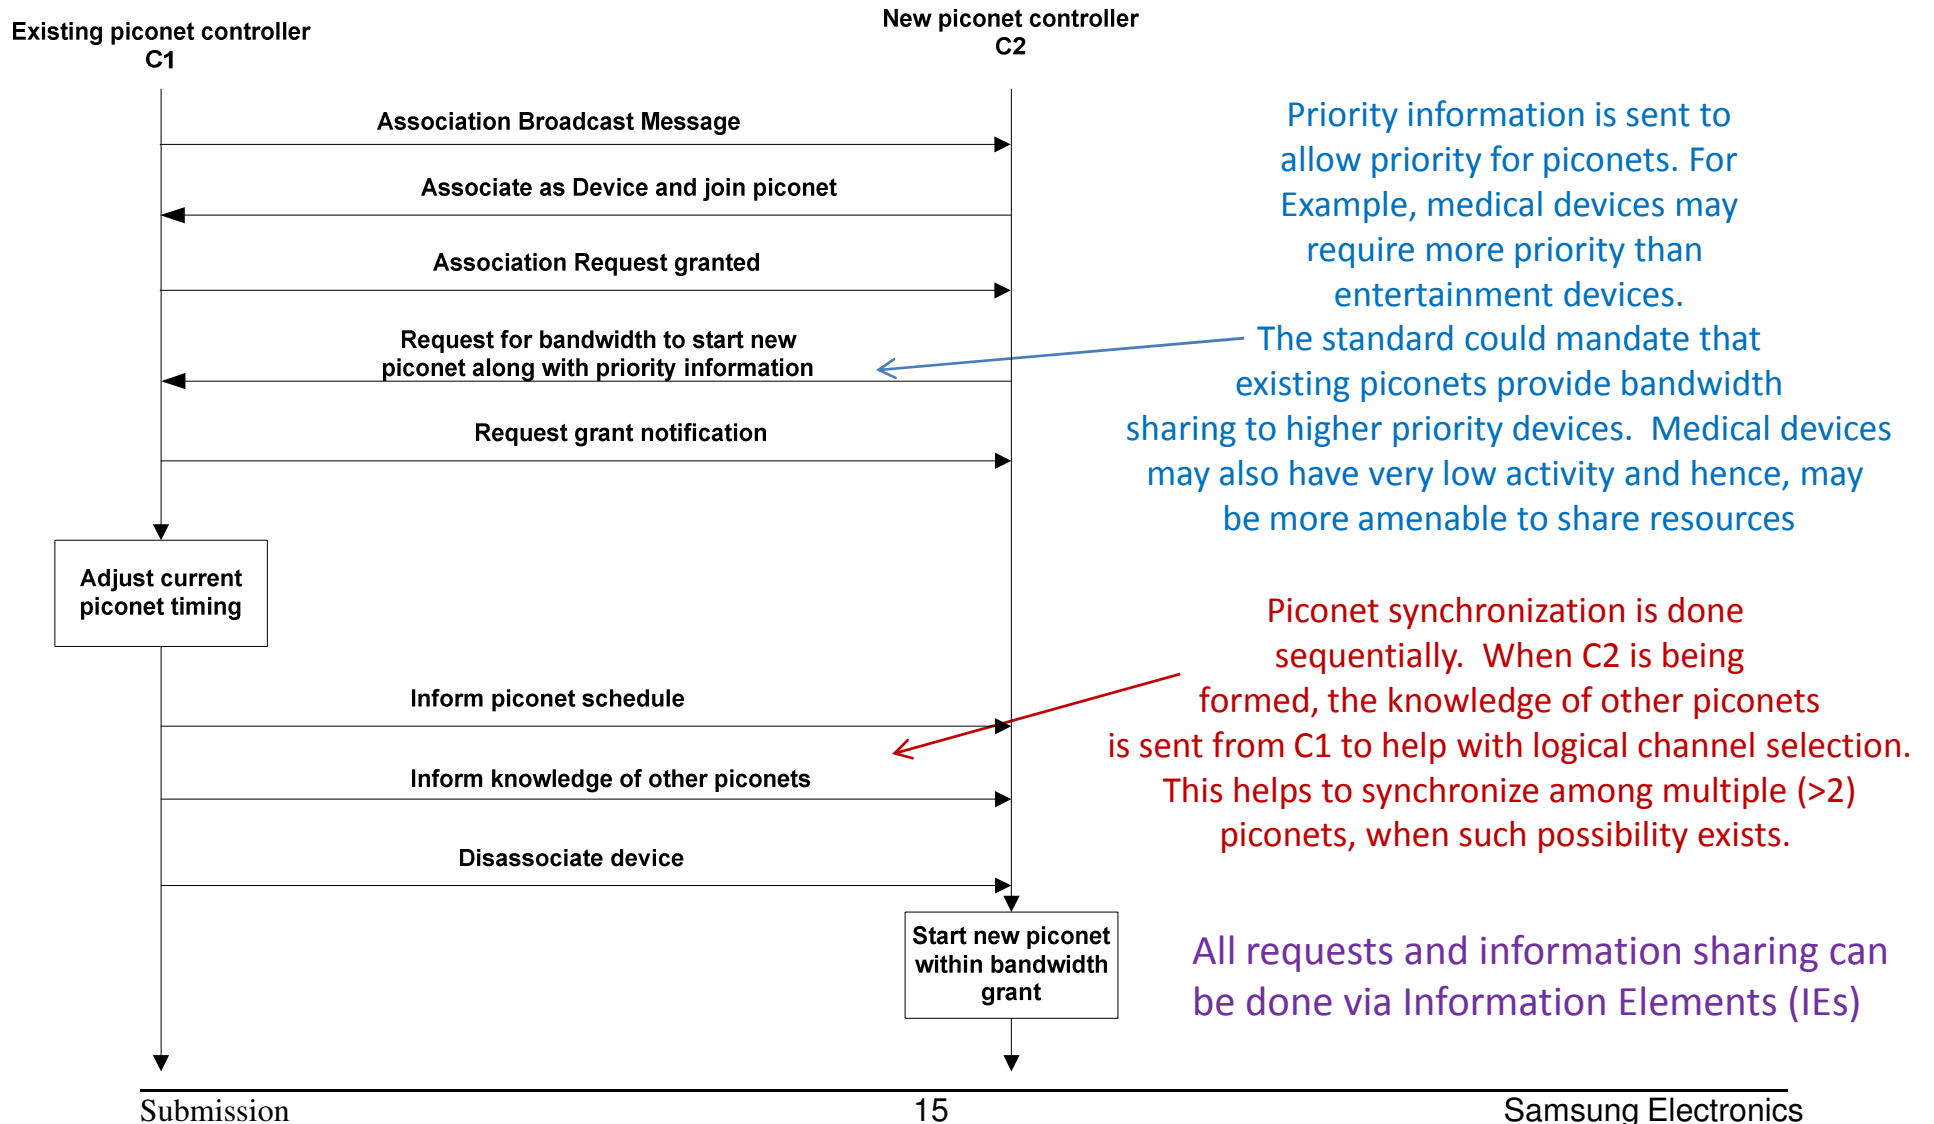 Existing piconet controller
C1
New piconet controller
C2
Association Broadcast Message
Associate as Device and join piconet
Association Request granted
Request for bandwidth to start new
piconet along with priority information
Request grant notification
Adjust current
piconet timing
Inform piconet schedule
Inform knowledge of other piconets
Disassociate device
Start new piconet
within bandwidth
grant
Priority information is sent to
allow priority for piconets. For
Example, medical devices may
require more priority than
entertainment devices.
The standard could mandate that
existing piconets provide bandwidth
sharing to higher priority devices.  Medical devices
may also have very low activity and hence, may
be more amenable to share resources
Piconet synchronization is done
sequentially.  When C2 is being
formed, the knowledge of other piconets
is sent from C1 to help with logical channel selection.
This helps to synchronize among multiple (>2)
piconets, when such possibility exists.
All requests and information sharing can
be done via Information Elements (IEs)
Submission
15
Samsung Electronics